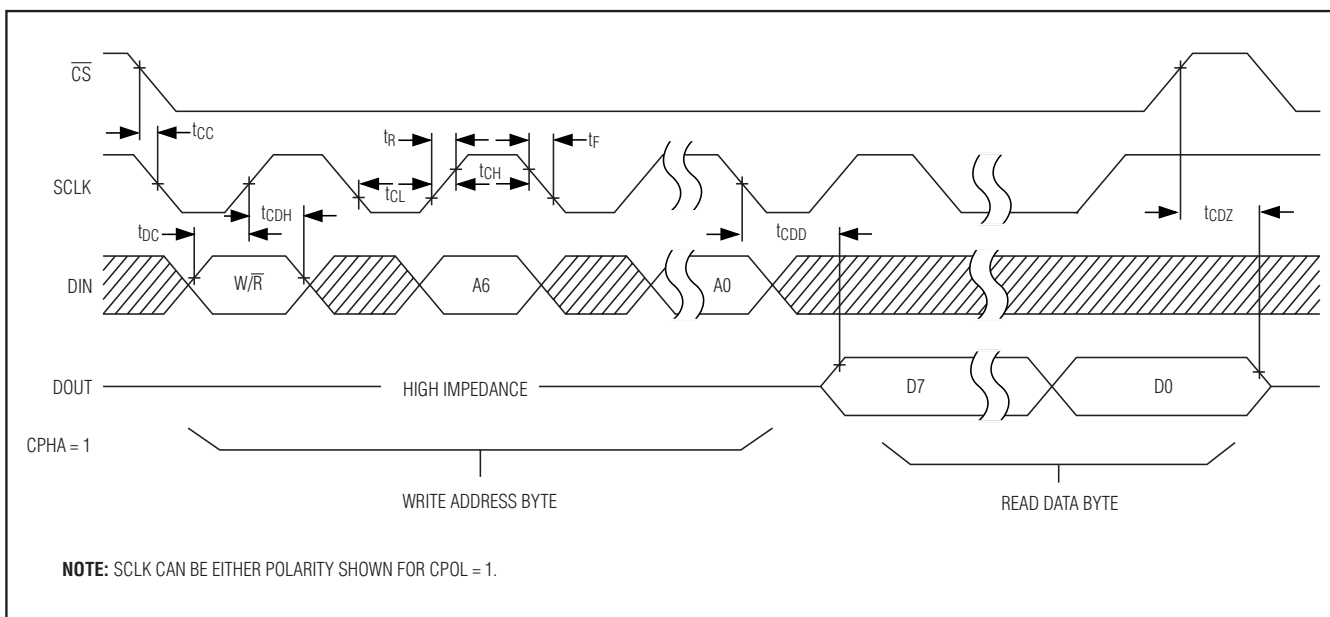 C̅S̅
tCC
tR
tF
SCLK
tCL
tCH
tDC
tCDH
tCDD
tCDZ
DIN
W/R̅
A6
A0
DOUT
HIGH IMPEDANCE
D7
D0
CPHA = 1
WRITE ADDRESS BYTE
READ DATA BYTE
NOTE: SCLK CAN BE EITHER POLARITY SHOWN FOR CPOL = 1.